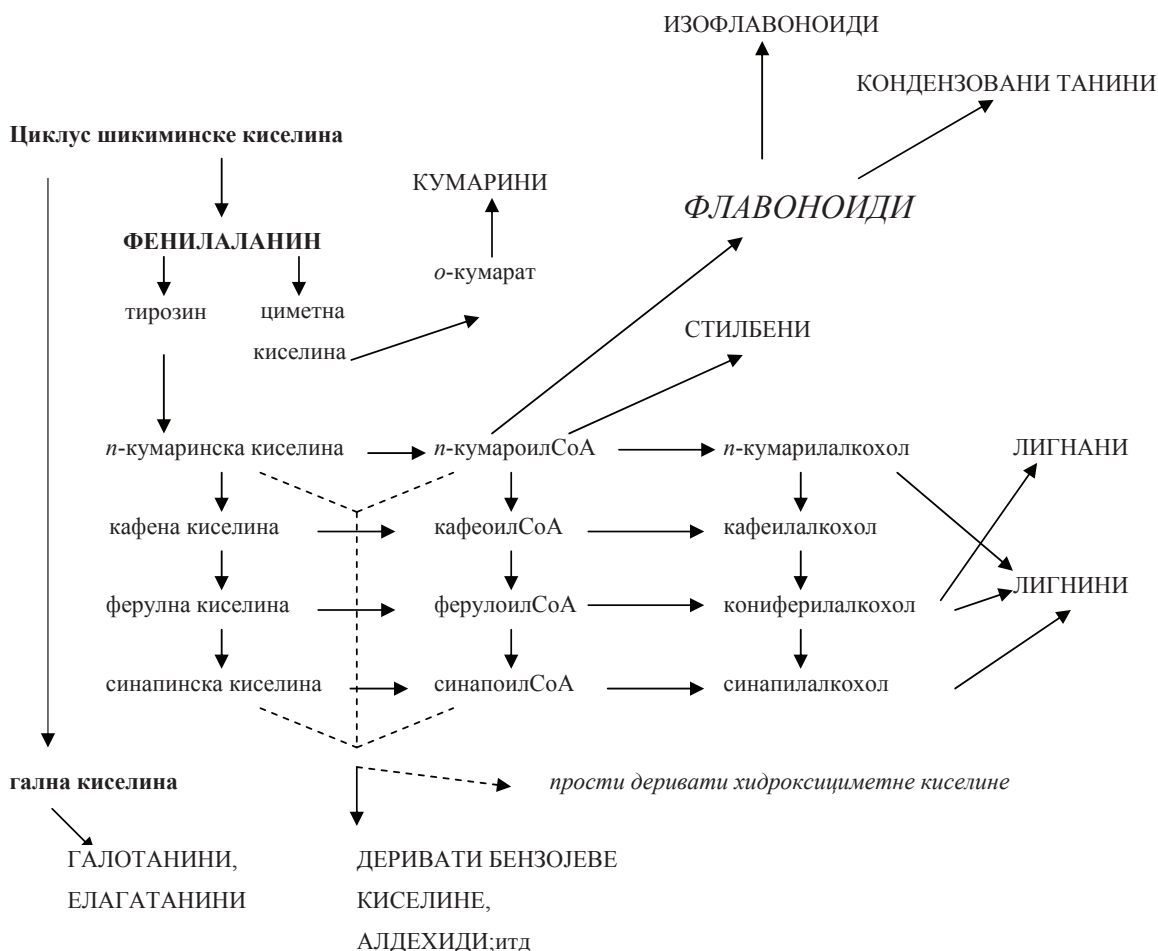 ИЗОФЛАВОНОИДИ
КОНДЕНЗОВАНИ ТАНИНИ
Циклус шикиминске киселина
КУМАРИНИ
ФЛАВОНОИДИ
ФЕНИЛАЛАНИН
о-кумарат
тирозин
циметна
киселина
СТИЛБЕНИ
п-кумаринска киселина
п-кумароилCoA
п-кумарилалкохол
ЛИГНАНИ
кафена киселина
кафеоилCoA
кафеилалкохол
ЛИГНИНИ
ферулна киселина
ферулоилCoA
кониферилалкохол
синапинска киселина
синапоилCoA
синапилалкохол
гална киселина
прости деривати хидроксициметне киселине
ГАЛОТАНИНИ,
ЕЛАГАТАНИНИ
ДЕРИВАТИ БЕНЗОЈЕВЕ
КИСЕЛИНЕ,
АЛДЕХИДИ;итд